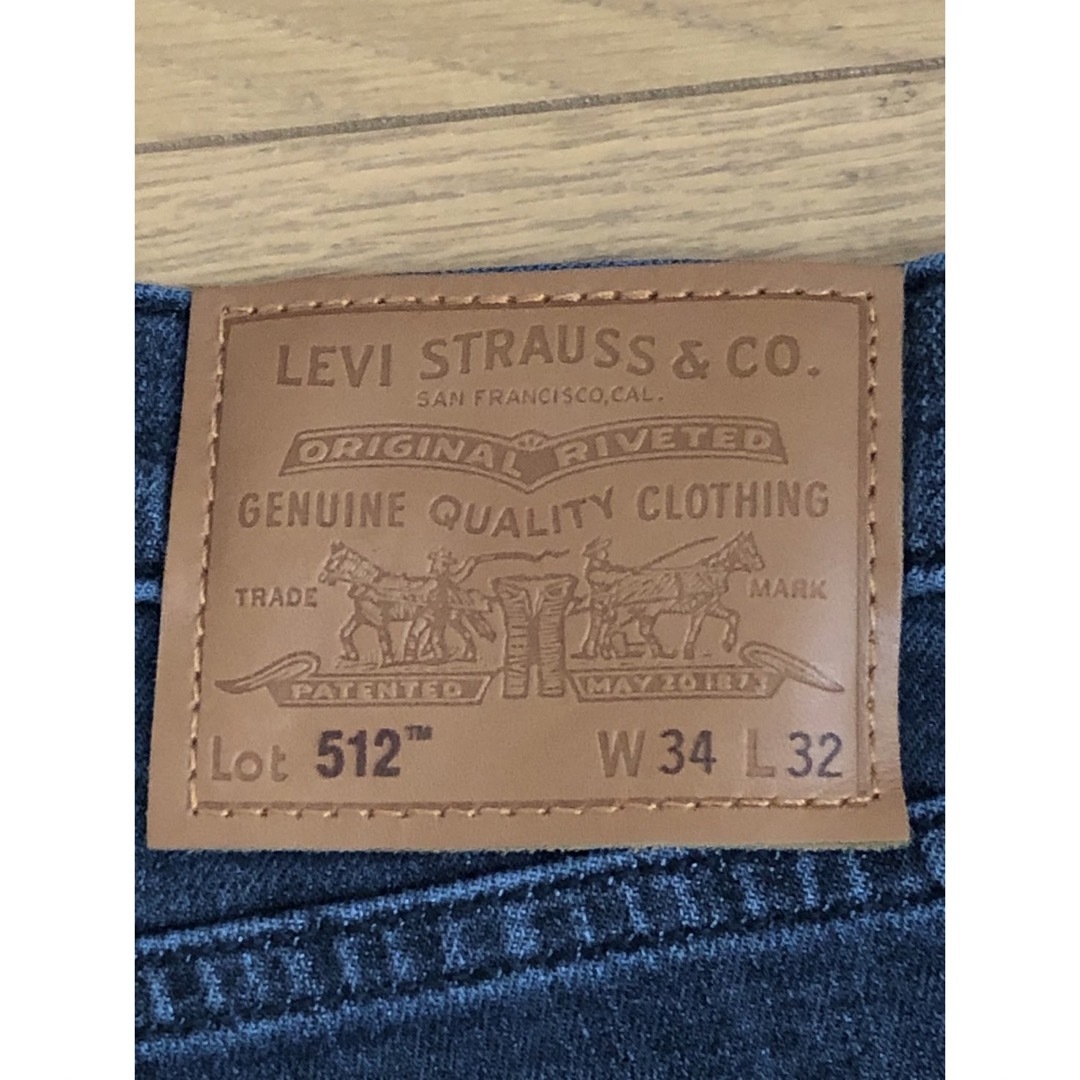 LEVI STRAUSS & CO.
SAN FRANCISCO, CAL.
ORIGINAL RIVETED
GENUINE QUALITY CLOTHING
TRADE MARK
PATENTED MAY 20 1873
Lot 512™ W 34 L 32